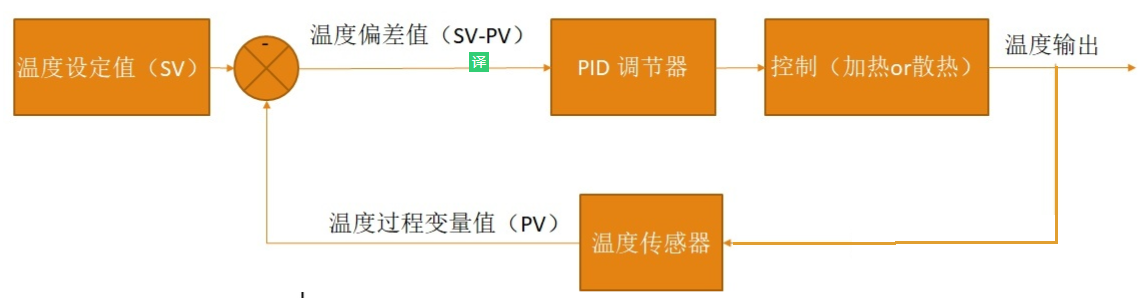 温度设定值（SV）
-
温度偏差值（SV-PV）
译
PID 调节器
控制（加热or散热）
温度输出
温度过程变量值（PV）
温度传感器